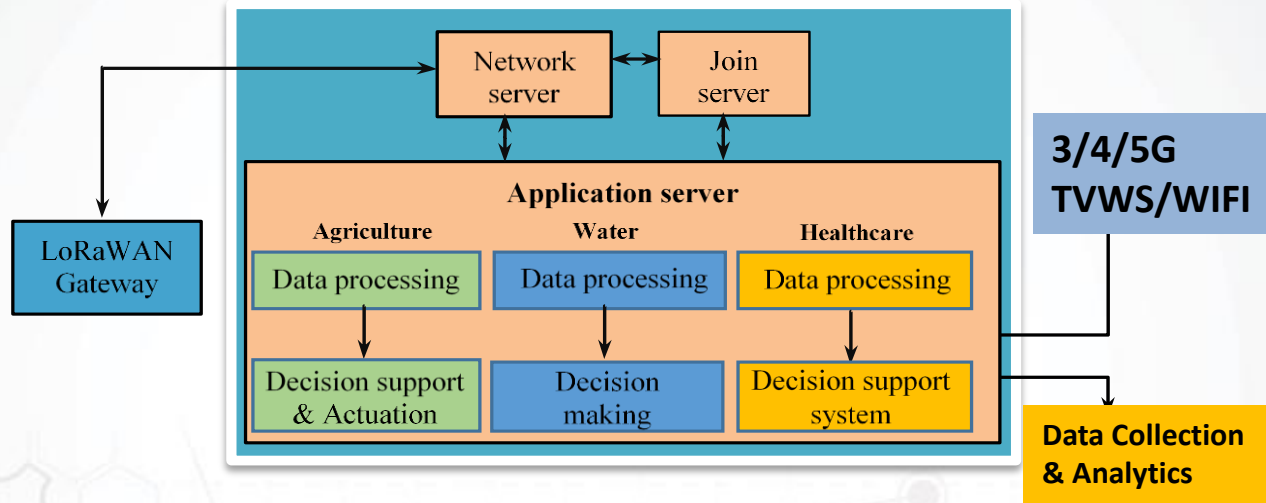 Network
server
Join
server
3/4/5G
TVWS/WIFI
Application server
LoRaWAN
Gateway
Agriculture
Water
Healthcare
Data processing
Data processing
Data processing
Decision support
& Actuation
Decision
making
Decision support
system
Data Collection
& Analytics